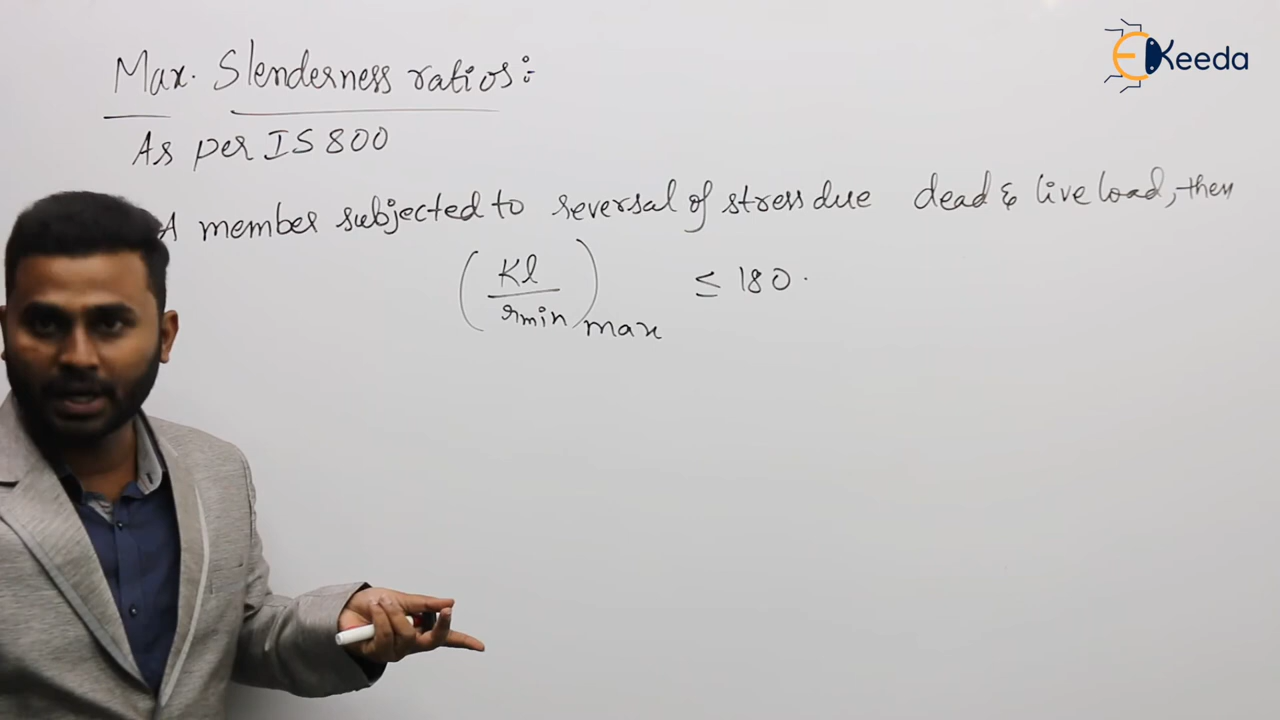 EKeeda
Max. Slenderness ratios:
As per IS 800
A member subjected to reversal of stress due dead & live load, then
(Kl / rmin)max ≤ 180.